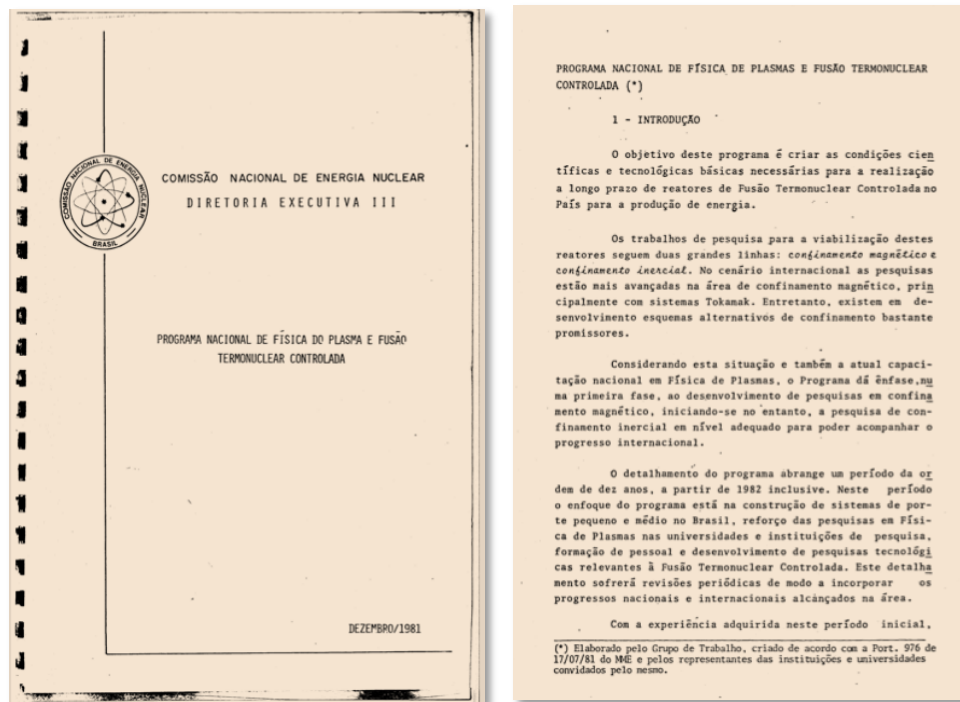 COMISSÃO NACIONAL DE ENERGIA NUCLEAR
BRASIL
COMISSÃO NACIONAL DE ENERGIA NUCLEAR
DIRETORIA EXECUTIVA III
PROGRAMA NACIONAL DE FÍSICA DO PLASMA E FUSÃO
TERMONUCLEAR CONTROLADA
DEZEMBRO/1981
PROGRAMA NACIONAL DE FÍSICA DE PLASMAS E FUSÃO TERMONUCLEAR
CONTROLADA (*)
1 - INTRODUÇÃO
O objetivo deste programa é criar as condições cien
tíficas e tecnológicas básicas necessárias para a realização
a longo prazo de reatores de Fusão Termonuclear Controlada no
País para a produção de energia.
Os trabalhos de pesquisa para a viabilização destes
reatores seguem duas grandes linhas: confinamento magnético e
confinamento inercial. No cenário internacional as pesquisas
estão mais avançadas na área de confinamento magnético, prin
cipalmente com sistemas Tokamak. Entretanto, existem em de-
senvolvimento esquemas alternativos de confinamento bastante
promissores.
Considerando esta situação e também a atual capaci-
tação nacional em Física de Plasmas, o Programa dá ênfase, nu
ma primeira fase, ao desenvolvimento de pesquisas em confina
mento magnético, iniciando-se no entanto, a pesquisa de con-
finamento inercial em nível adequado para poder acompanhar o
progresso internacional.
O detalhamento do programa abrange um período da or
dem de dez anos, a partir de 1982 inclusive. Neste período
o enfoque do programa está na construção de sistemas de por-
te pequeno e médio no Brasil, reforço das pesquisas em Físi-
ca de Plasmas nas universidades e instituições de pesquisa,
formação de pessoal e desenvolvimento de pesquisas tecnológi
cas relevantes à Fusão Termonuclear Controlada. Este detalha
mento sofrerá revisões periódicas de modo a incorporar os
progressos nacionais e internacionais alcançados na área.
Com a experiência adquirida neste período inicial,
(*) Elaborado pelo Grupo de Trabalho, criado de acordo com a Port. 976 de
17/07/81 do MME e pelos representantes das instituições e universidades
convidados pelo mesmo.